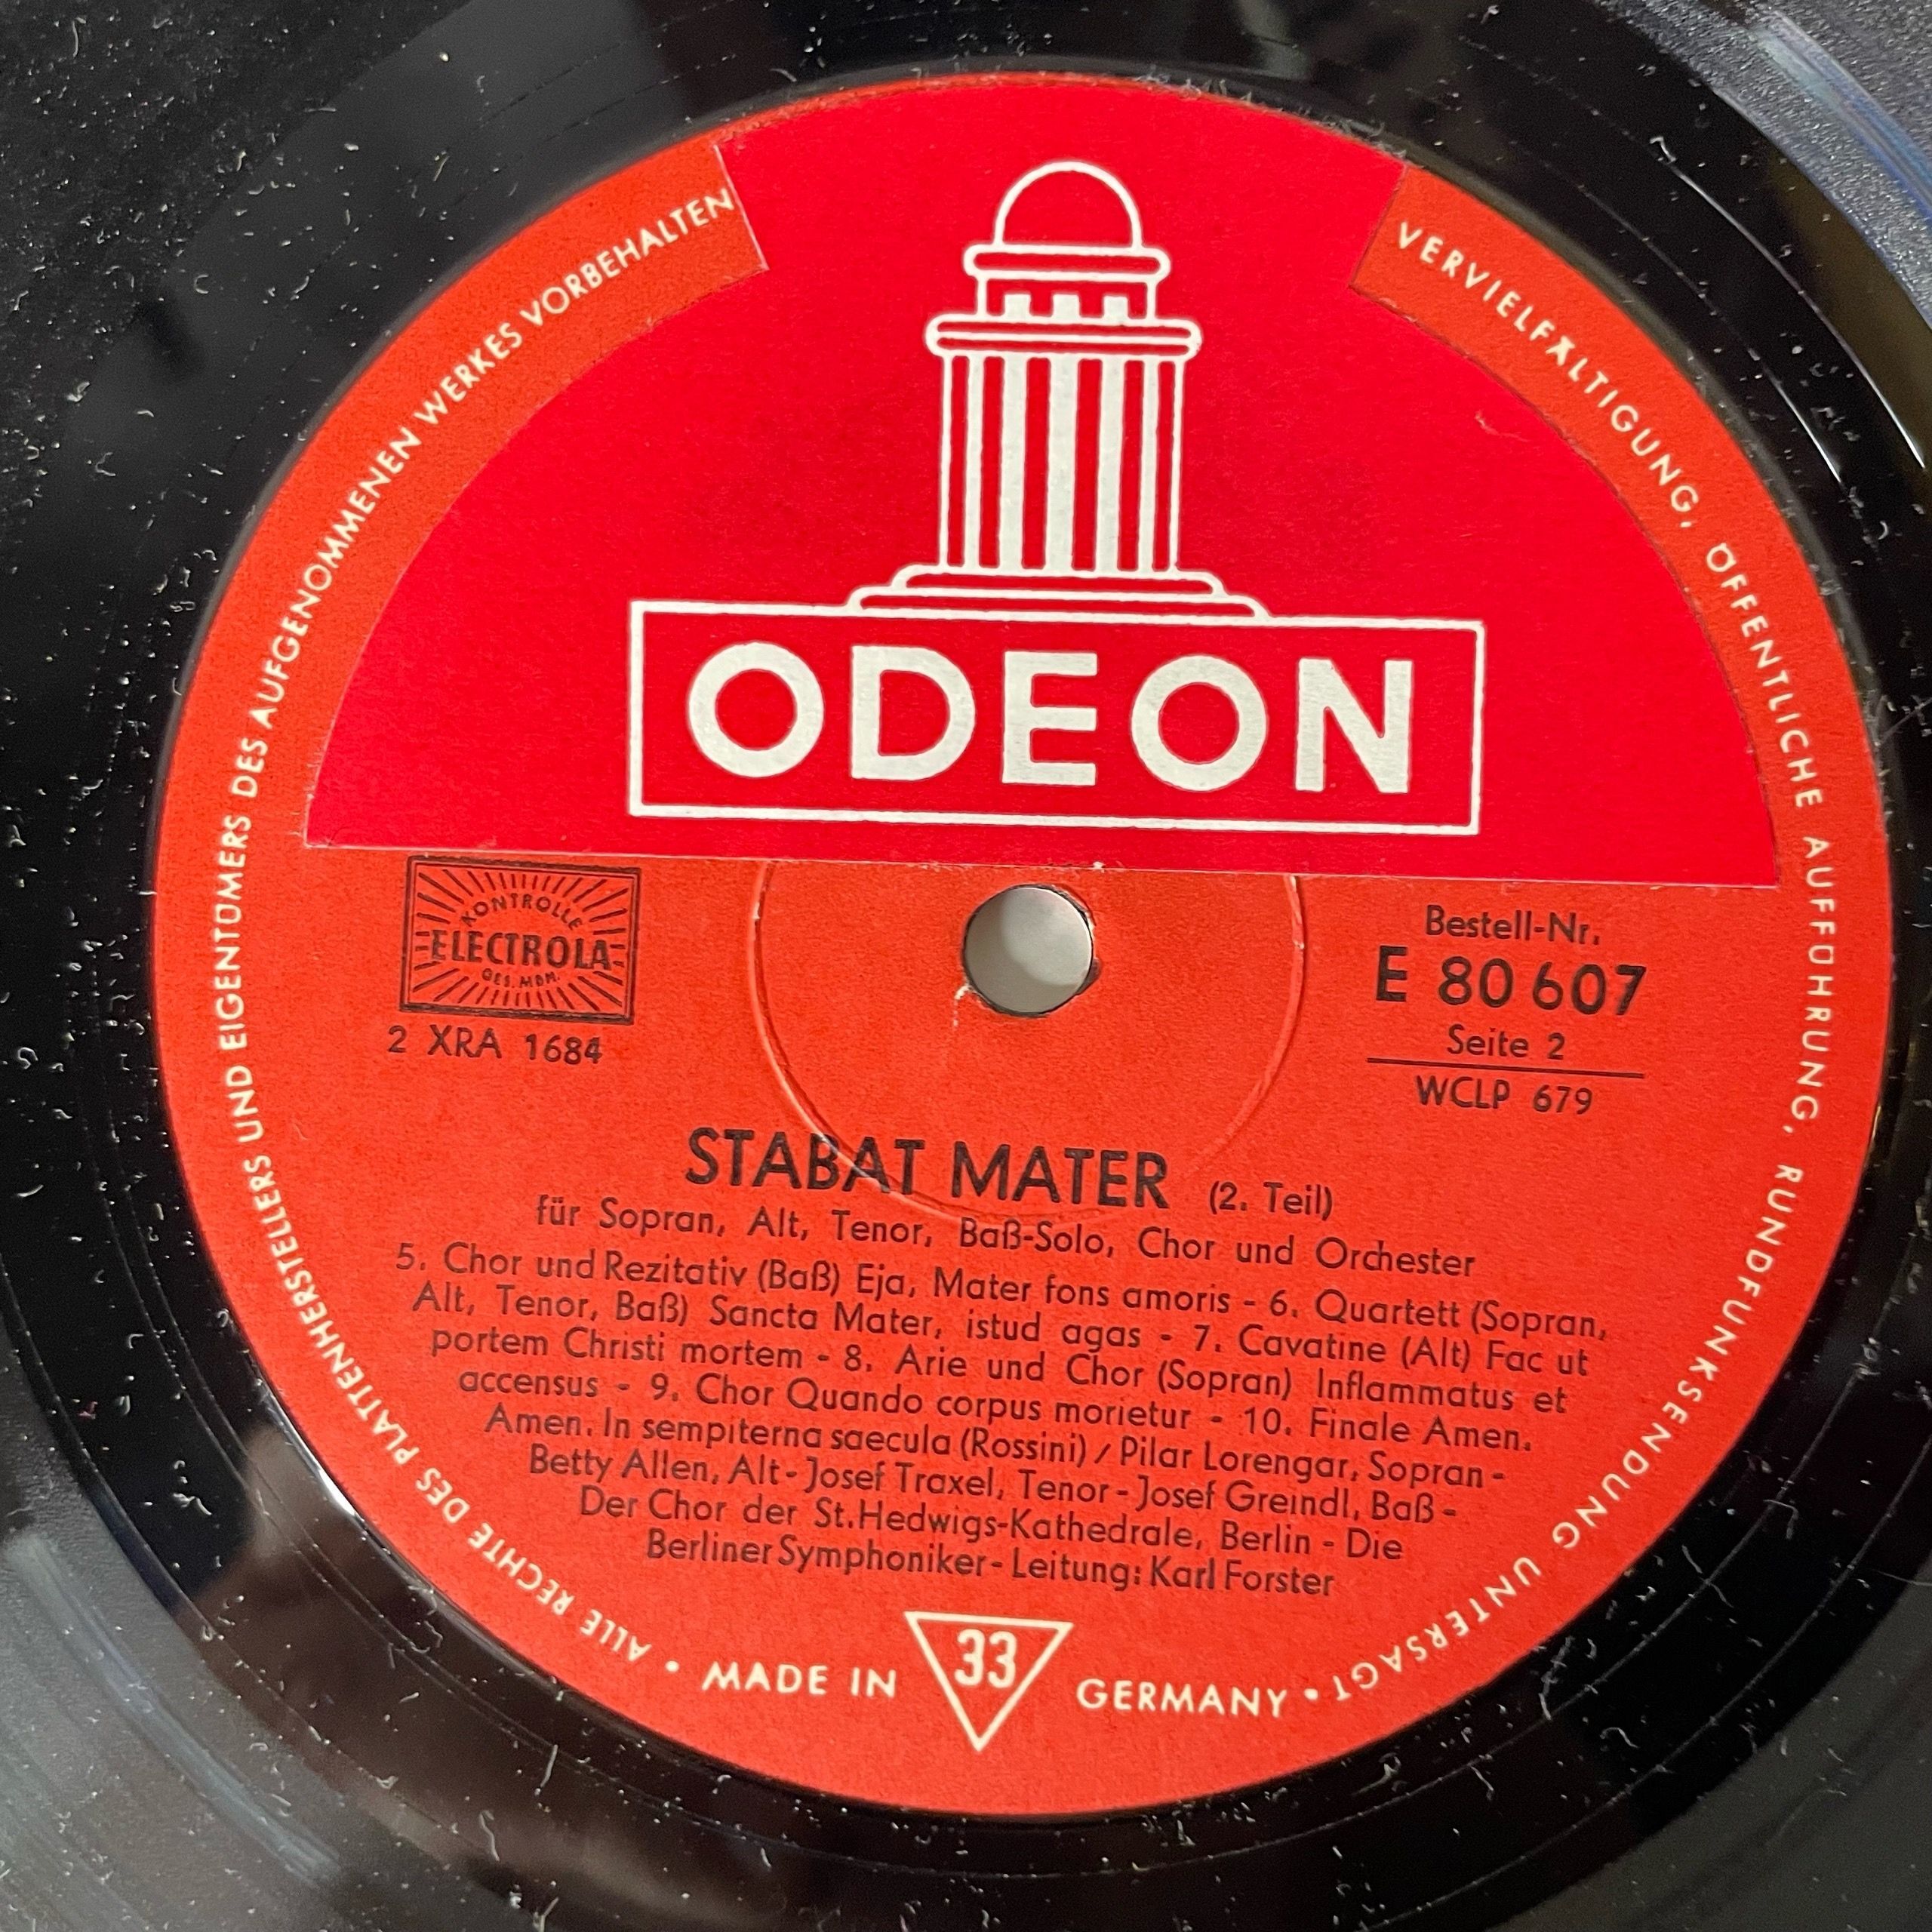 ODEON
KONTROLLE
ELECTROLA
GES. MBH.
2 XRA 1684
Bestell-Nr.
E 80 607
Seite 2
WCLP 679
STABAT MATER (2. Teil)
für Sopran, Alt, Tenor, Baß-Solo, Chor und Orchester
5. Chor und Rezitativ (Baß) Eja, Mater fons amoris - 6. Quartett (Sopran,
Alt, Tenor, Baß) Sancta Mater, istud agas - 7. Cavatine (Alt) Fac ut
portem Christi mortem - 8. Arie und Chor (Sopran) Inflammatus et
accensus - 9. Chor Quando corpus morietur - 10. Finale Amen.
Amen. In sempiterna saecula (Rossini) / Pilar Lorengar, Sopran -
Betty Allen, Alt - Josef Traxel, Tenor - Josef Greindl, Baß -
Der Chor der St. Hedwigs-Kathedrale, Berlin - Die
Berliner Symphoniker - Leitung: Karl Forster
33
MADE IN GERMANY
• ALLE RECHTE DES PLATTENHERSTELLERS UND EIGENTÜMERS DES AUFGENOMMENEN WERKES VORBEHALTEN
VERVIELFÄLTIGUNG, ÖFFENTLICHE AUFFÜHRUNG, RUNDFUNKSENDUNG UNTERSAGT •